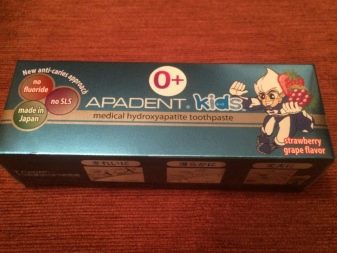 New anti-caries approach
no
fluoride
no SLS
made in
Japan
0+
APADENT® kids
medical hydroxyapatite toothpaste
strawberry
grape flavor